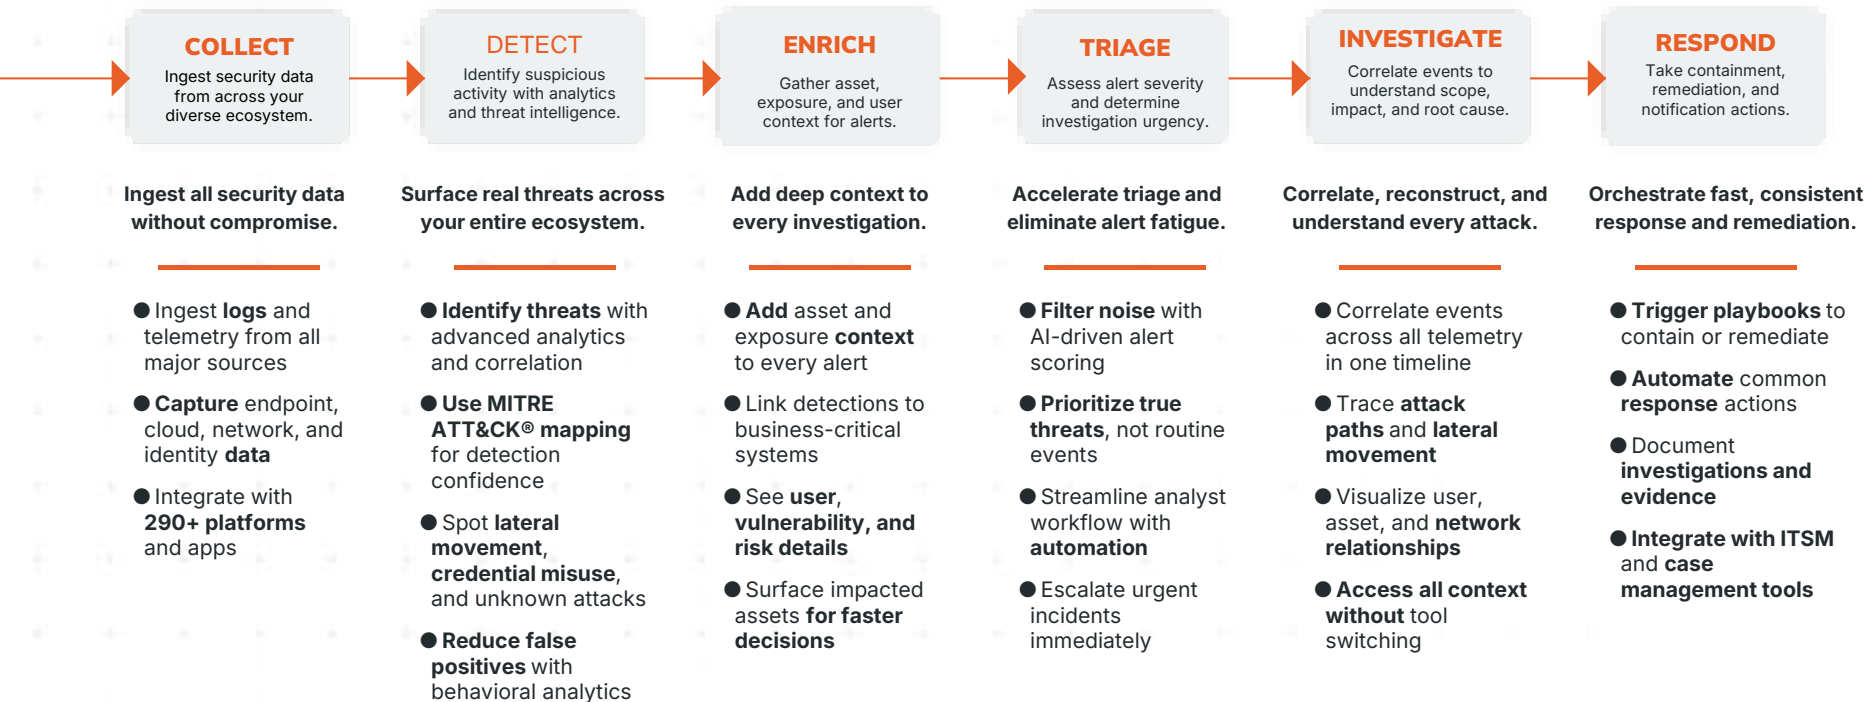 COLLECT
Ingest security data
from across your
diverse ecosystem.
Ingest all security data
without compromise.
● Ingest logs and
telemetry from all
major sources
● Capture endpoint,
cloud, network, and
identity data
● Integrate with
290+ platforms
and apps
DETECT
Identify suspicious
activity with analytics
and threat intelligence.
Surface real threats across
your entire ecosystem.
● Identify threats with
advanced analytics
and correlation
● Use MITRE
ATT&CK® mapping
for detection
confidence
● Spot lateral
movement,
credential misuse,
and unknown attacks
● Reduce false
positives with
behavioral analytics
ENRICH
Gather asset,
exposure, and user
context for alerts.
Add deep context to
every investigation.
● Add asset and
exposure context
to every alert
● Link detections to
business-critical
systems
● See user,
vulnerability, and
risk details
● Surface impacted
assets for faster
decisions
TRIAGE
Assess alert severity
and determine
investigation urgency.
Accelerate triage and
eliminate alert fatigue.
● Filter noise with
AI-driven alert
scoring
● Prioritize true
threats, not routine
events
● Streamline analyst
workflow with
automation
● Escalate urgent
incidents
immediately
INVESTIGATE
Correlate events to
understand scope,
impact, and root cause.
Correlate, reconstruct, and
understand every attack.
● Correlate events
across all telemetry
in one timeline
● Trace attack
paths and lateral
movement
● Visualize user,
asset, and network
relationships
● Access all context
without tool
switching
RESPOND
Take containment,
remediation, and
notification actions.
Orchestrate fast, consistent
response and remediation.
● Trigger playbooks to
contain or remediate
● Automate common
response actions
● Document
investigations and
evidence
● Integrate with ITSM
and case
management tools